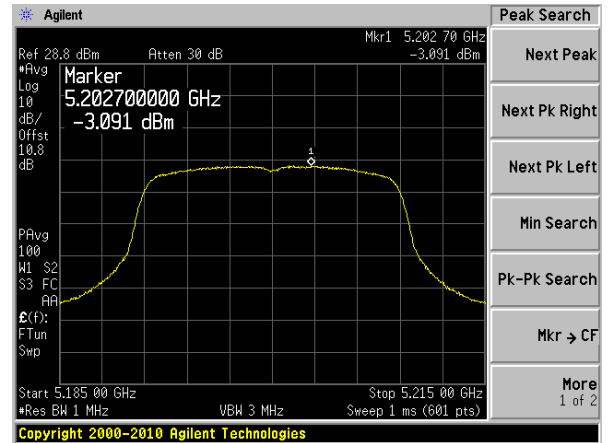 Agilent
Peak Search
Mkr1 5.202 70 GHz
Ref 28.8 dBm Atten 30 dB -3.091 dBm
#Avg
Log
10
dB/
Offst
10.8
dB
Marker
5.202700000 GHz
-3.091 dBm
1
PAvg
100
W1 S2
S3 FC
AA
£(f):
FTun
Swp
Start 5.185 00 GHz Stop 5.215 00 GHz
#Res BW 1 MHz VBW 3 MHz Sweep 1 ms (601 pts)
Copyright 2000-2010 Agilent Technologies
Next Peak
Next Pk Right
Next Pk Left
Min Search
Pk-Pk Search
Mkr → CF
More
1 of 2